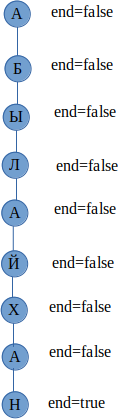 А end=false
Б end=false
Ы end=false
Л end=false
А end=false
Й end=false
Х end=false
А end=false
Н end=true